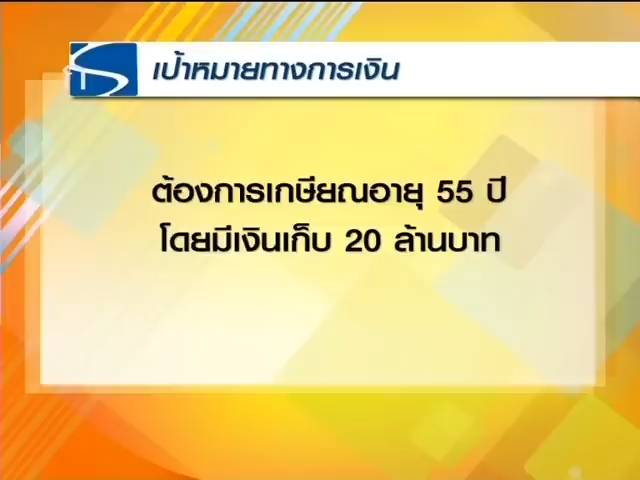 เป้าหมายทางการเงิน
ต้องการเกษียณอายุ 55 ปี
โดยมีเงินเก็บ 20 ล้านบาท